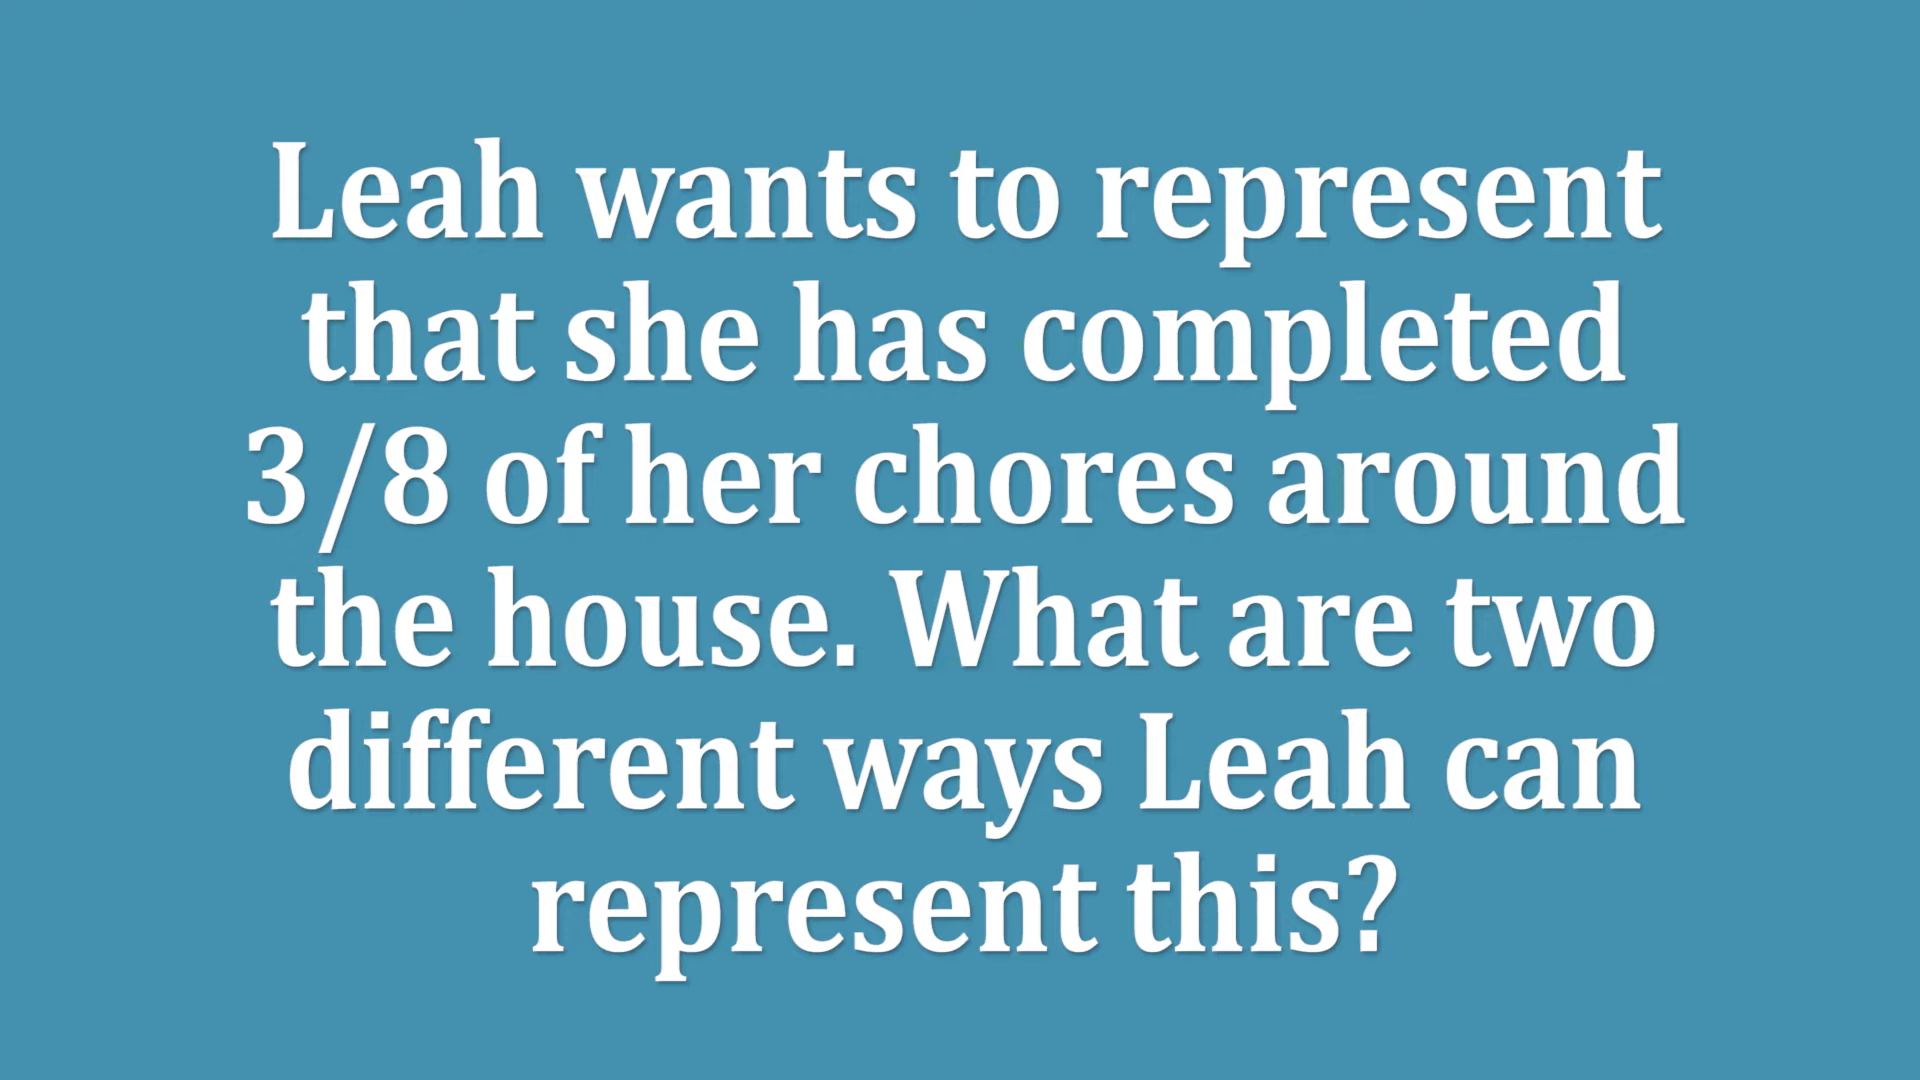 Leah wants to represent
that she has completed
3/8 of her chores around
the house. What are two
different ways Leah can
represent this?